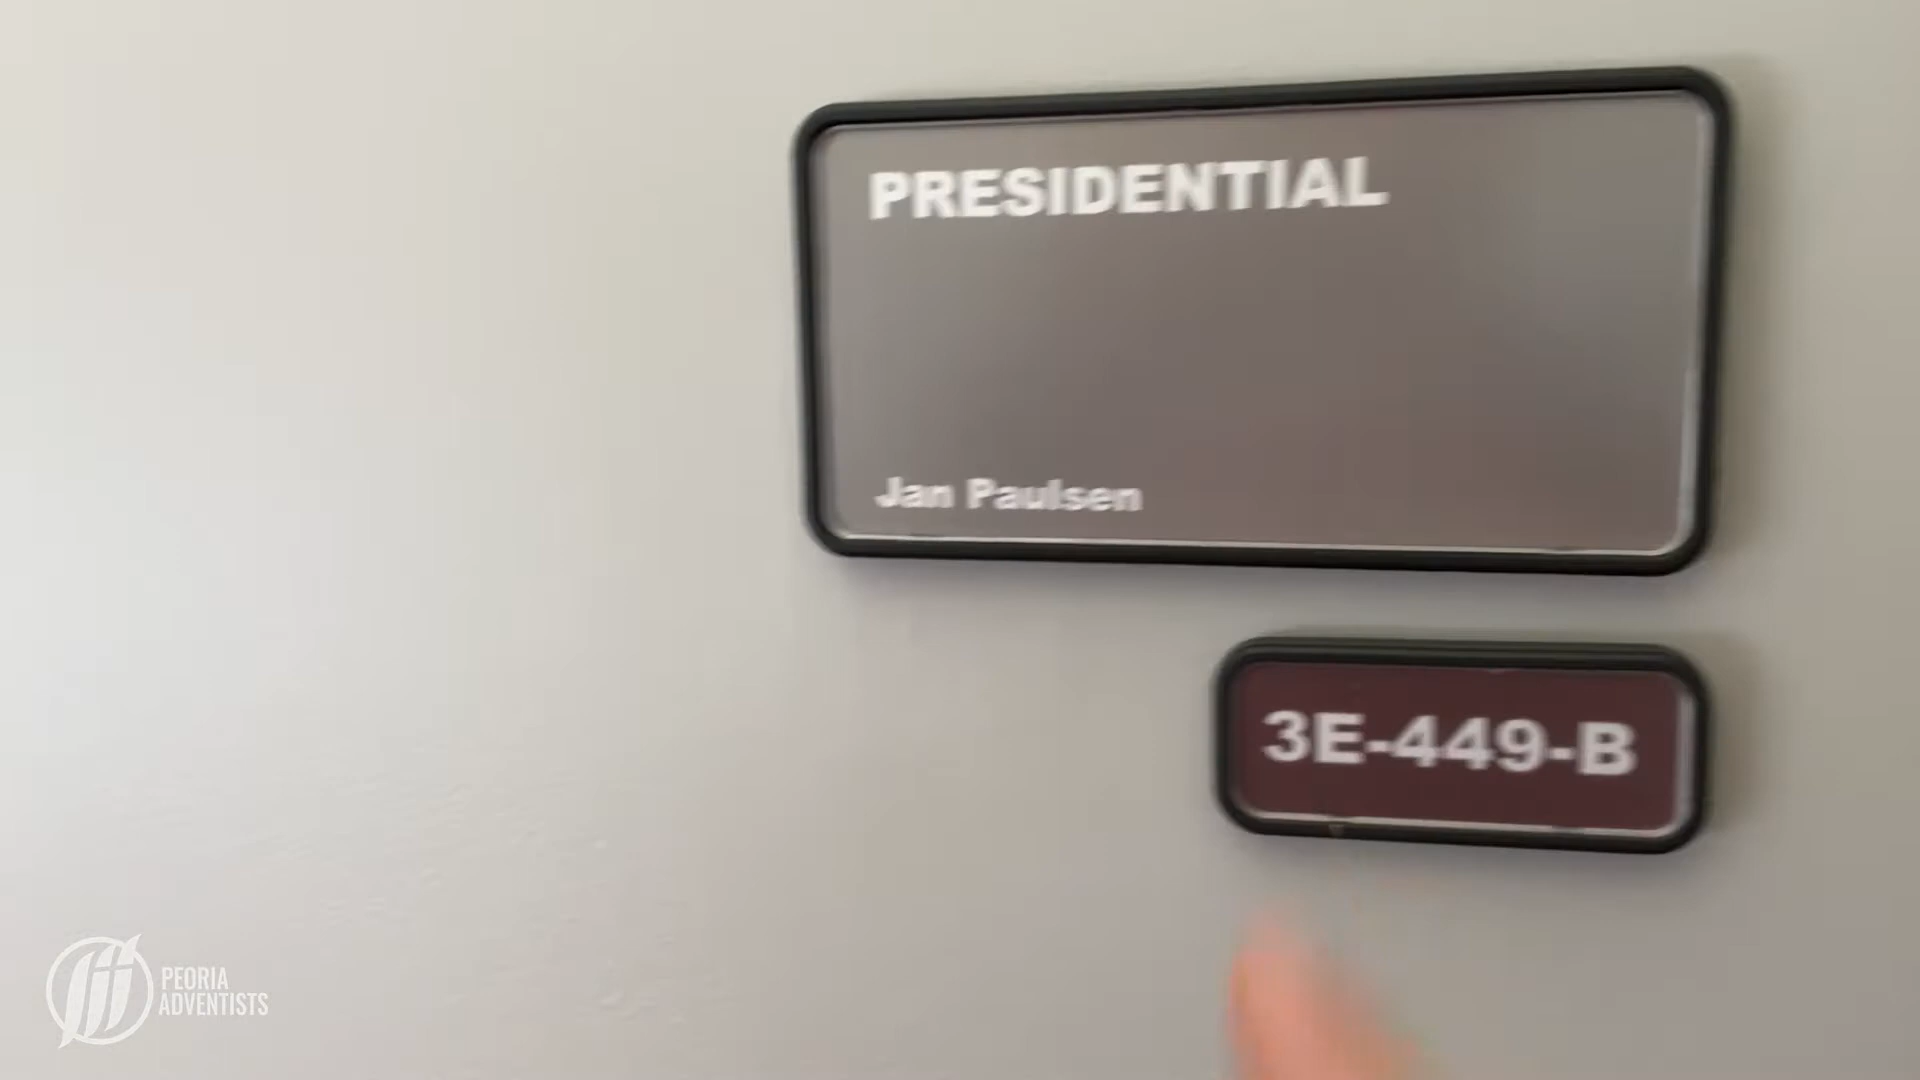 PRESIDENTIAL
Jan Paulsen
3E-449-B
PEORIA
ADVENTISTS